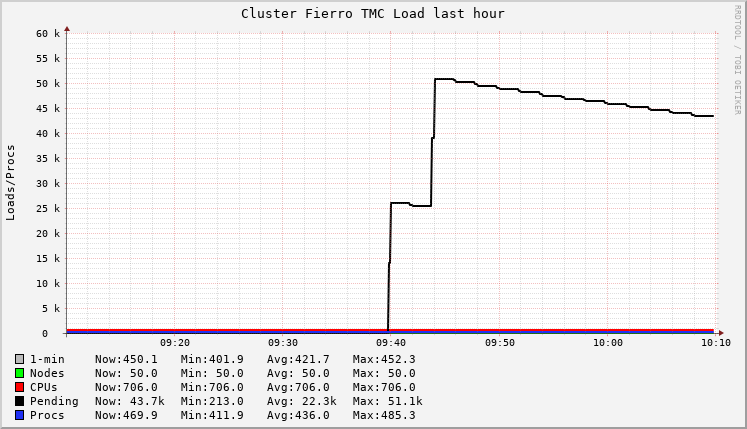 Cluster Fierro TMC Load last hour
RRDTOOL / TOBI OETIKER
Loads/Procs
60 k
55 k
50 k
45 k
40 k
35 k
30 k
25 k
20 k
15 k
10 k
5 k
0
09:20 09:30 09:40 09:50 10:00 10:10
1-min Now:450.1 Min:401.9 Avg:421.7 Max:452.3
Nodes Now: 50.0 Min: 50.0 Avg: 50.0 Max: 50.0
CPUs Now:706.0 Min:706.0 Avg:706.0 Max:706.0
Pending Now: 43.7k Min:213.0 Avg: 22.3k Max: 51.1k
Procs Now:469.9 Min:411.9 Avg:436.0 Max:485.3